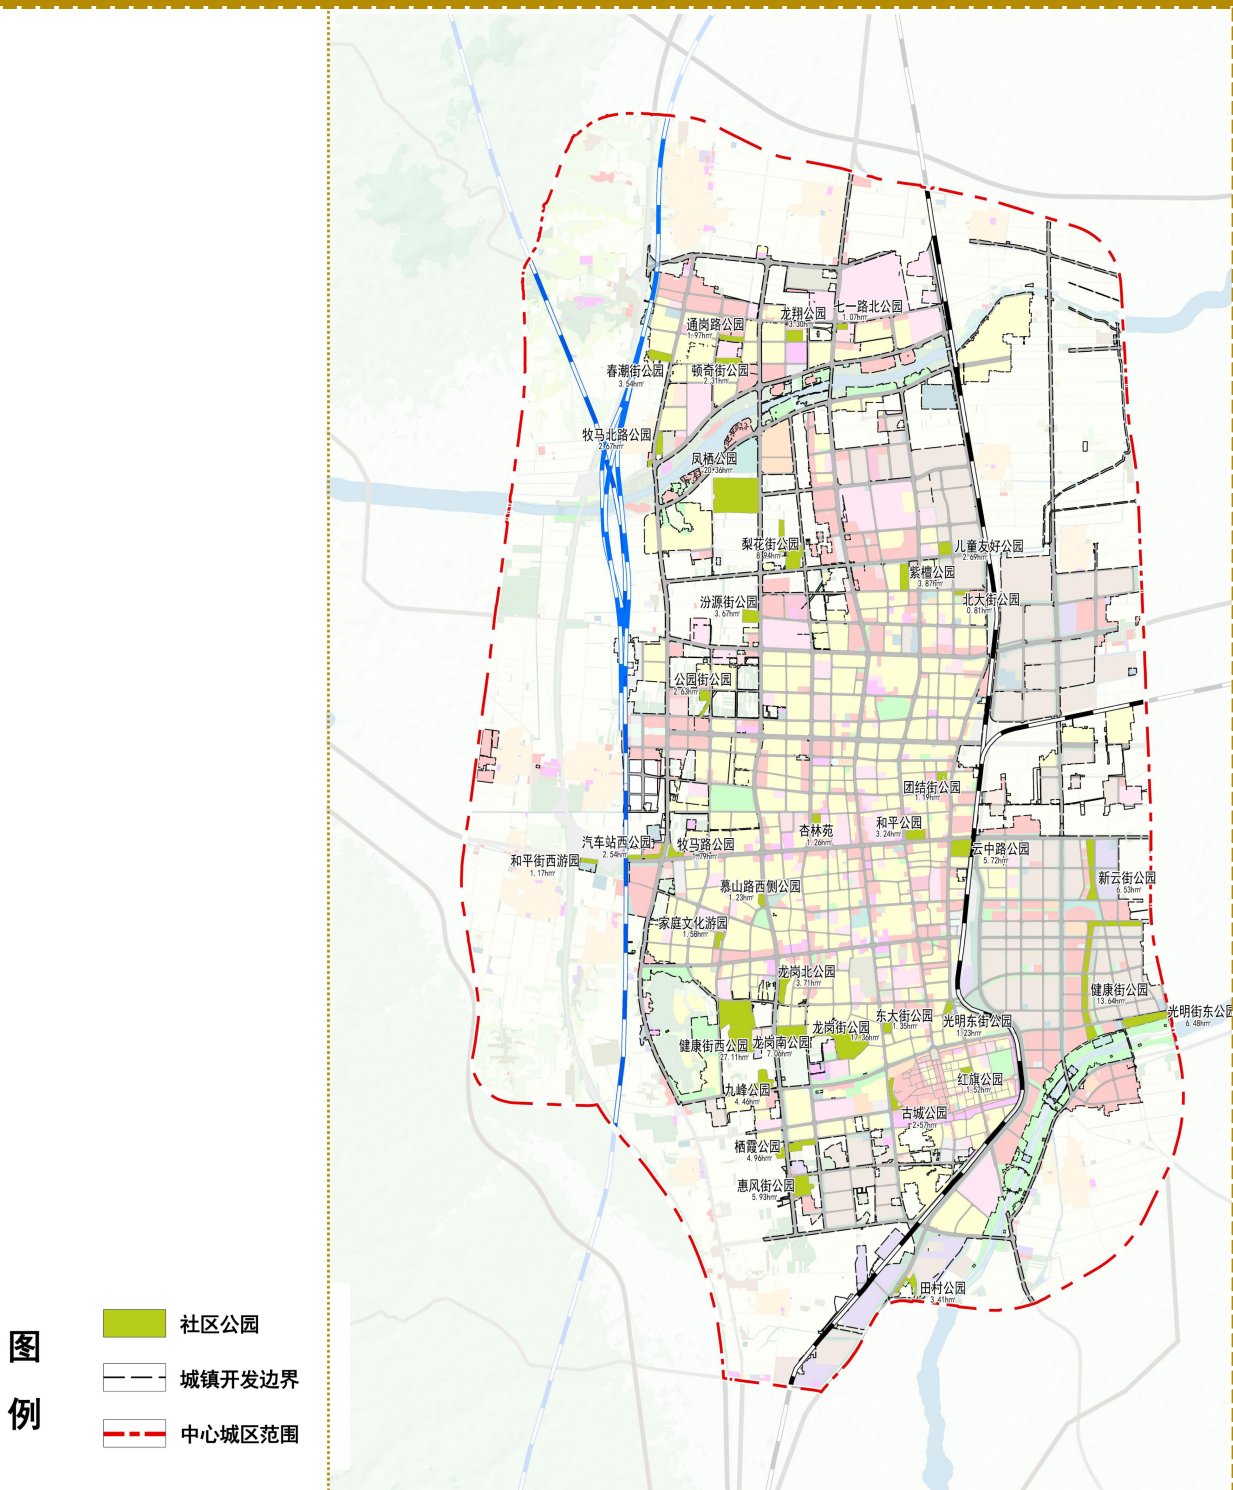 七一路北公园
1.07hm²
龙翔公园
3.30hm²
通岗路公园
1.97hm²
春潮街公园
3.54hm²
顿奇街公园
2.31hm²
牧马北路公园
2.67hm²
凤栖公园
20.36hm²
梨花街公园
8.94hm²
儿童友好公园
2.69hm²
紫檀公园
3.87hm²
北大街公园
0.81hm²
汾源街公园
3.67hm²
公园街公园
2.63hm²
团结街公园
1.19hm²
杏林苑
1.26hm²
和平公园
3.24hm²
汽车站西公园
2.54hm²
牧马路公园
1.79hm²
云中路公园
5.72hm²
和平街西游园
1.17hm²
新云街公园
6.53hm²
慕山路西侧公园
1.23hm²
家庭文化游园
1.58hm²
龙岗北公园
3.71hm²
健康街公园
13.64hm²
光明街东公园
6.48hm²
东大街公园
1.35hm²
光明东街公园
1.23hm²
龙岗街公园
17.36hm²
健康街西公园
27.11hm²
龙岗南公园
7.06hm²
红旗公园
1.52hm²
九峰公园
4.46hm²
古城公园
2.57hm²
栖霞公园
4.96hm²
惠风街公园
5.93hm²
田村公园
3.41hm²
图
例
社区公园
城镇开发边界
中心城区范围